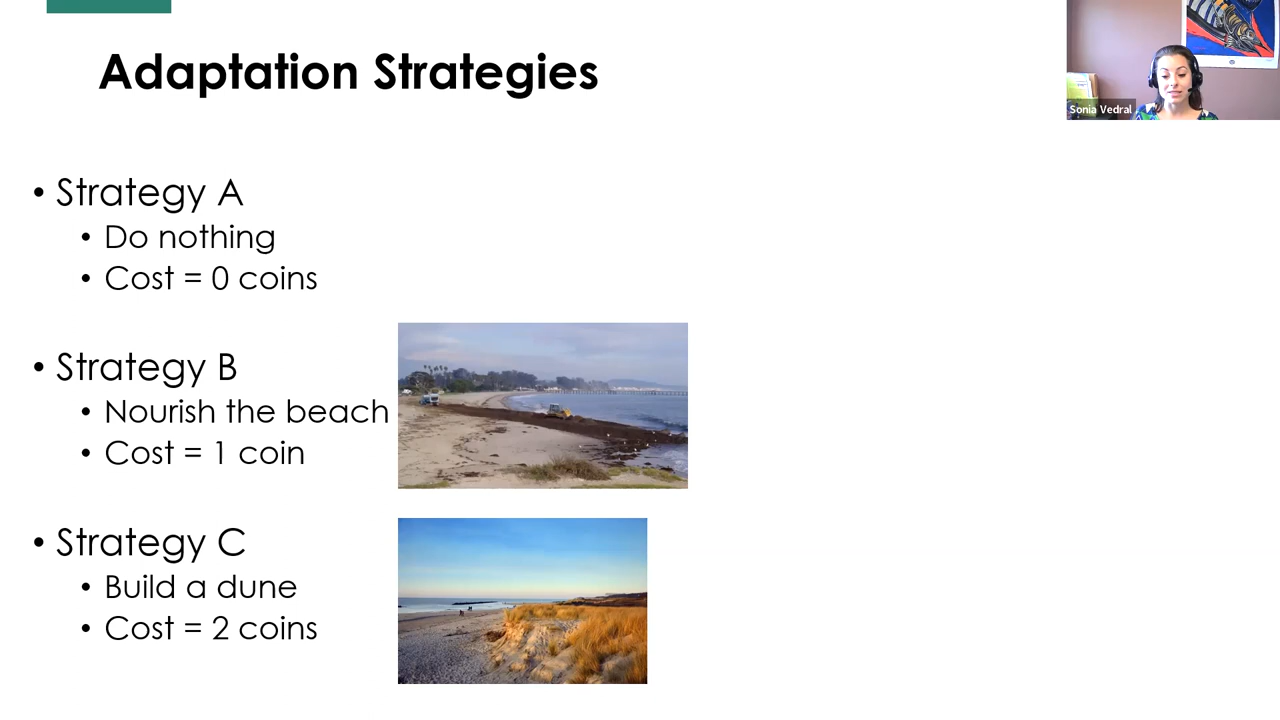 Adaptation Strategies
Sonia Vedral
• Strategy A
• Do nothing
• Cost = 0 coins
• Strategy B
• Nourish the beach
• Cost = 1 coin
• Strategy C
• Build a dune
• Cost = 2 coins